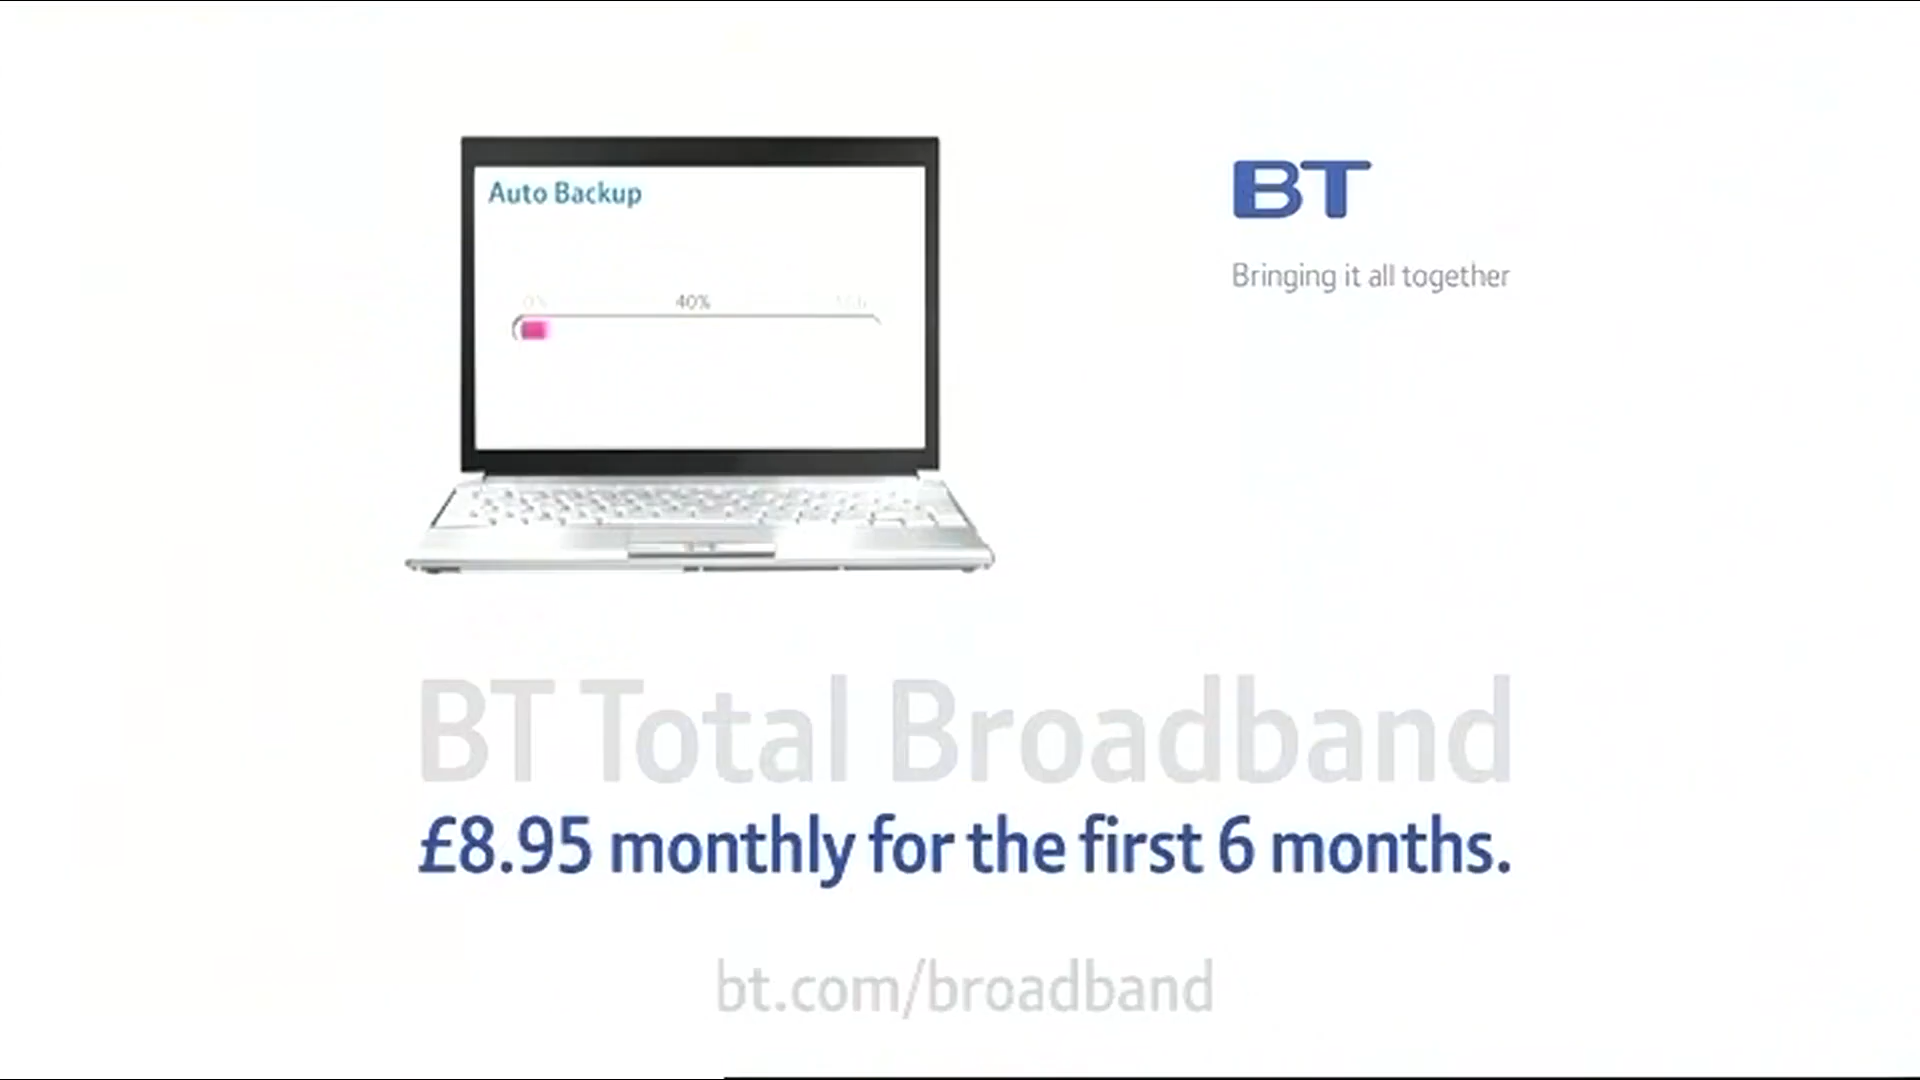 Auto Backup
0% 40%
BT
Bringing it all together
BT Total Broadband
£8.95 monthly for the first 6 months.
bt.com/broadband